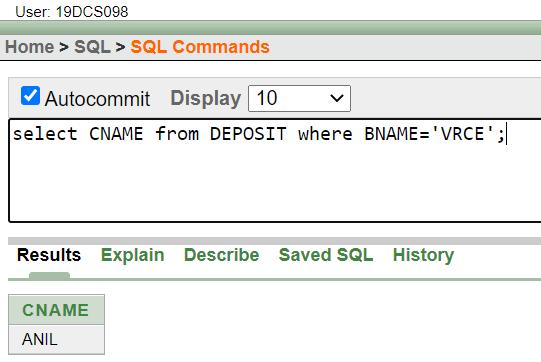 User: 19DCS098
Home > SQL > SQL Commands
Autocommit Display 10
select CNAME from DEPOSIT where BNAME='VRCE';
Results Explain Describe Saved SQL History
CNAME
ANIL